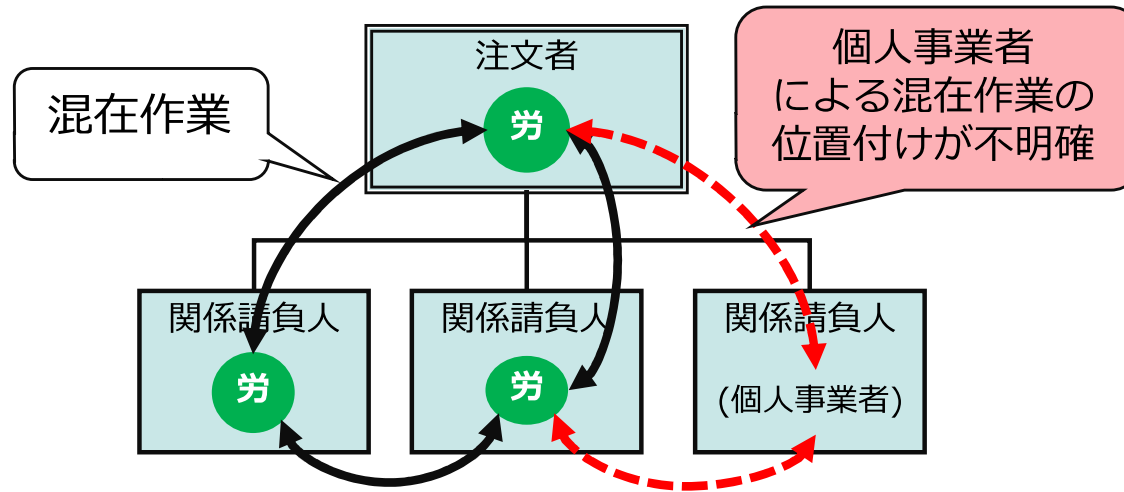 注文者
労
混在作業
個人事業者
による混在作業の
位置付けが不明確
関係請負人
労
関係請負人
労
関係請負人
(個人事業者)